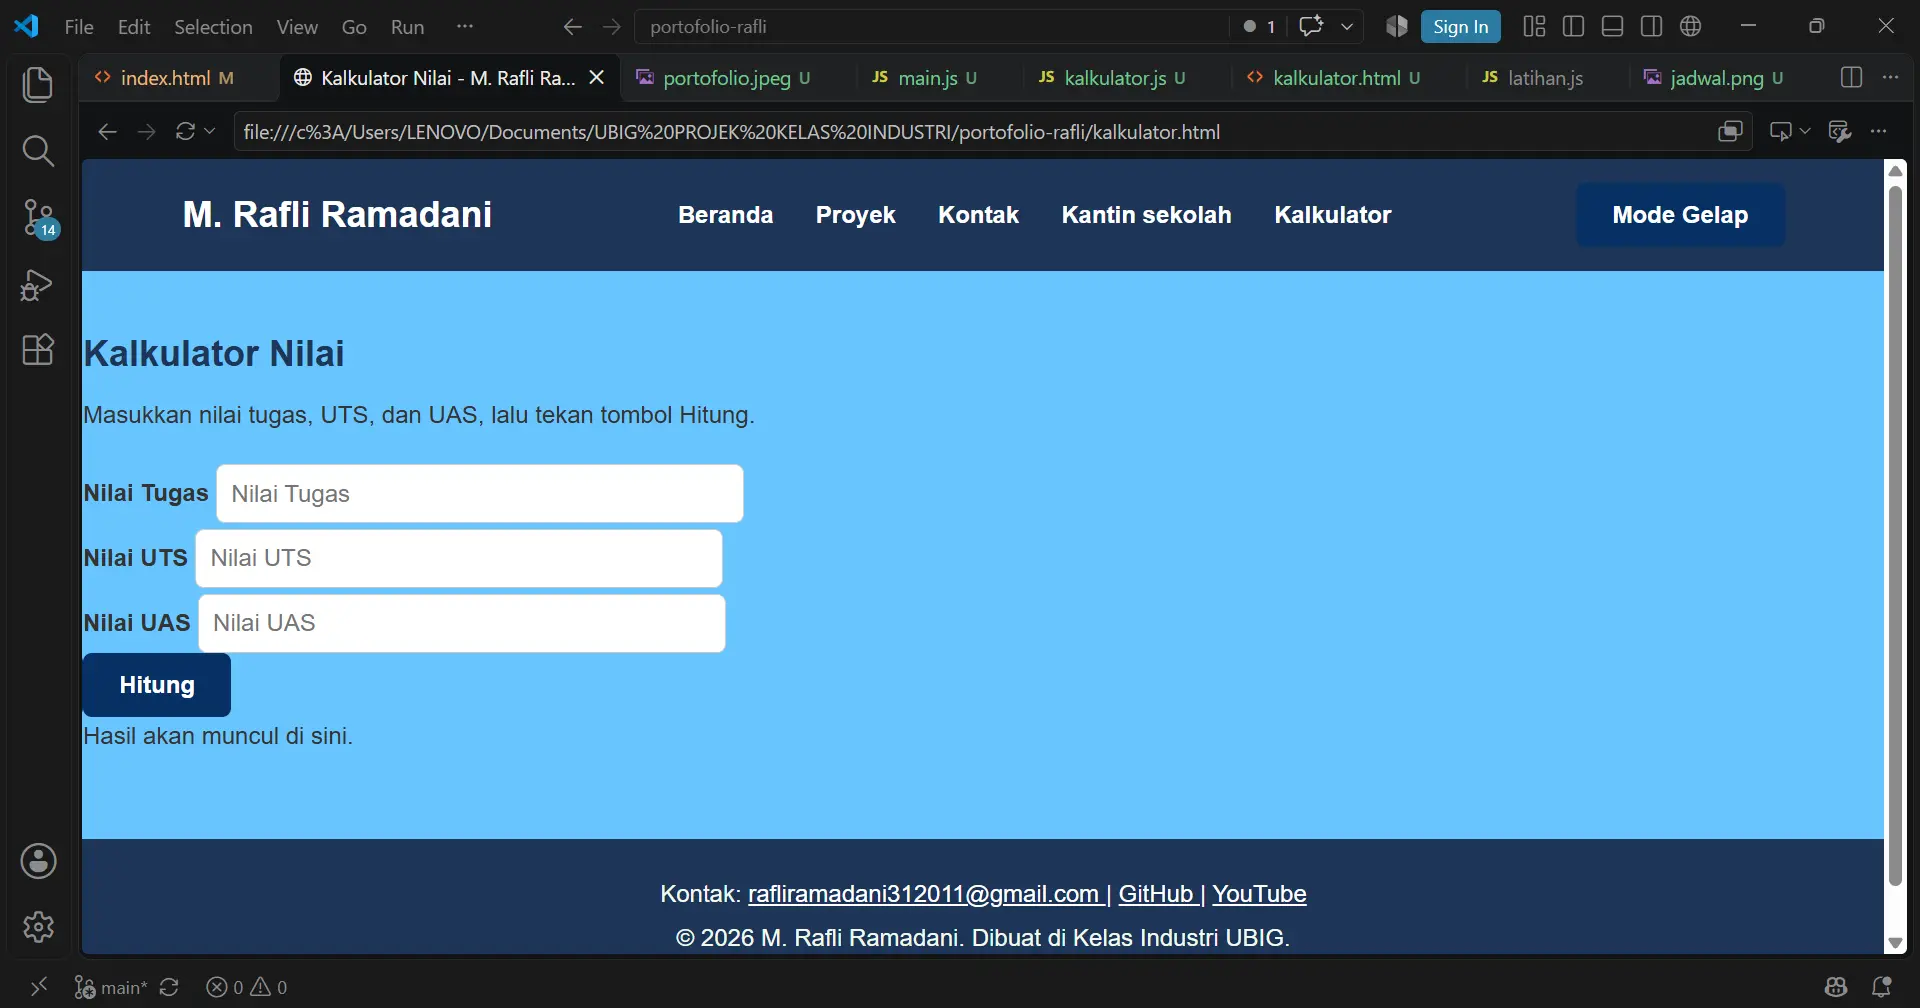 File Edit Selection View Go Run ··· portofolio-rafli 1 Sign In
index.html M Kalkulator Nilai - M. Rafli Ra... portofolio.jpeg U JS main.js U JS kalkulator.js U kalkulator.html U JS latihan.js jadwal.png U
file:///c%3A/Users/LENOVO/Documents/UBIG%20PROJEK%20KELAS%20INDUSTRI/portofolio-rafli/kalkulator.html
M. Rafli Ramadani Beranda Proyek Kontak Kantin sekolah Kalkulator Mode Gelap
14
Kalkulator Nilai
Masukkan nilai tugas, UTS, dan UAS, lalu tekan tombol Hitung.
Nilai Tugas Nilai Tugas
Nilai UTS Nilai UTS
Nilai UAS Nilai UAS
Hitung
Hasil akan muncul di sini.
Kontak: rafliramadani312011@gmail.com | GitHub | YouTube
© 2026 M. Rafli Ramadani. Dibuat di Kelas Industri UBIG.
main* 0 0